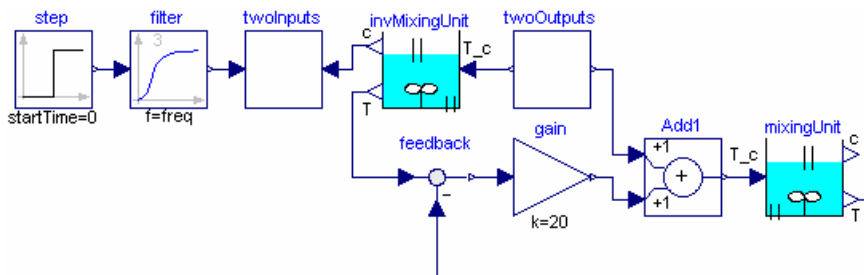 step
filter
twoInputs
invMixingUnit
twoOutputs
3
c
T_c
T
startTime=0
f=freq
feedback
gain
Add1
mixingUnit
+1
T_c
c
+
−
+1
T
k=20